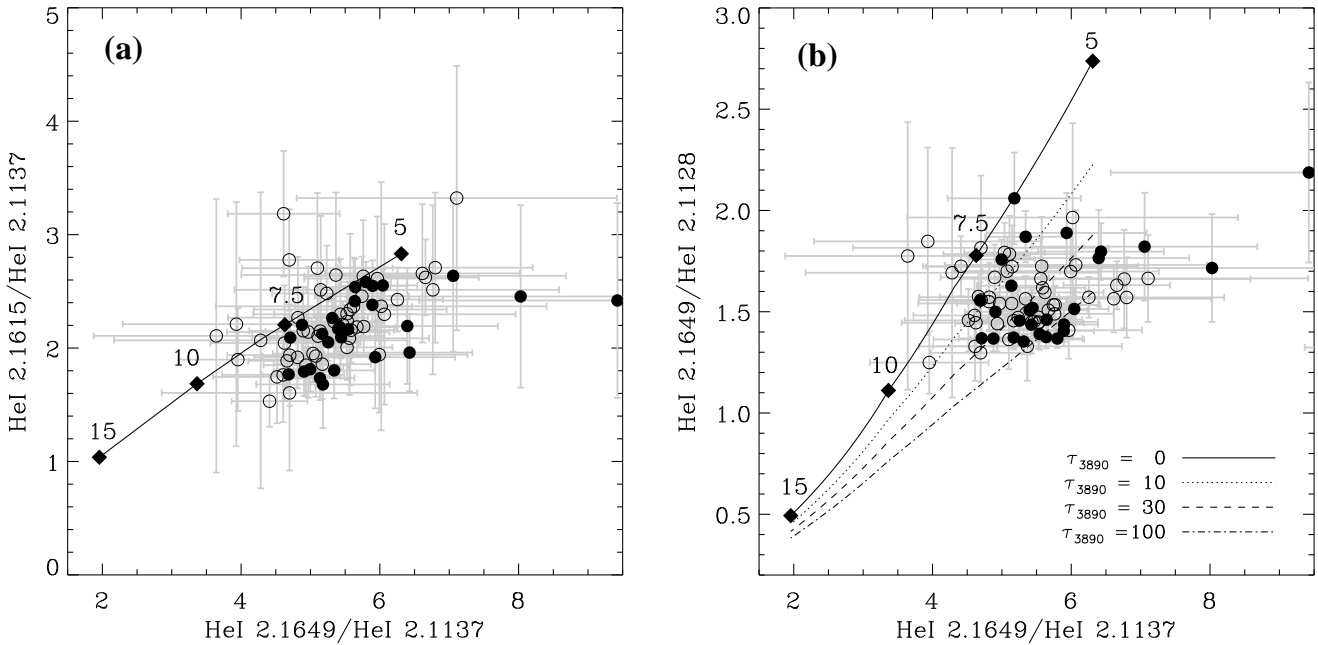 (a)
5
4
3
2
1
0
HeI 2.1615/HeI 2.1137
5
7.5
10
15
2
4
6
8
HeI 2.1649/HeI 2.1137
(b)
3.0
2.5
2.0
1.5
1.0
0.5
HeI 2.1649/HeI 2.1128
5
7.5
10
15
τ3890 = 0
τ3890 = 10
τ3890 = 30
τ3890 =100
2
4
6
8
HeI 2.1649/HeI 2.1137